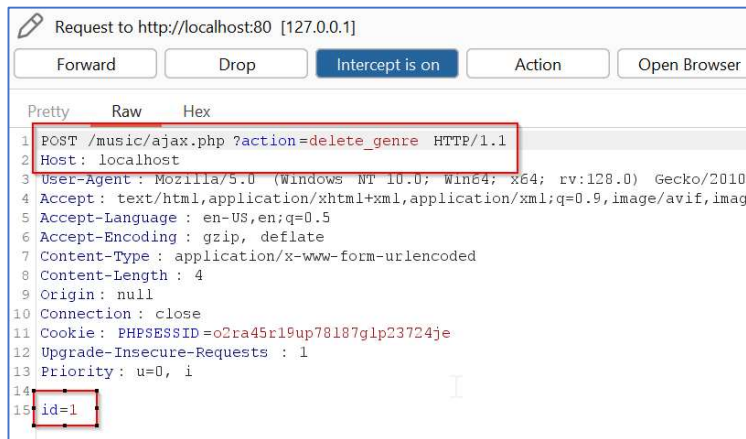 Request to http://localhost:80 [127.0.0.1]
Forward Drop Intercept is on Action Open Browser
Pretty Raw Hex
1 POST /music/ajax.php ?action=delete_genre HTTP/1.1
2 Host: localhost
3 User-Agent: Mozilla/5.0 (Windows NT 10.0; Win64; x64; rv:128.0) Gecko/2010
4 Accept: text/html,application/xhtml+xml,application/xml;q=0.9,image/avif,imag
5 Accept-Language: en-US,en;q=0.5
6 Accept-Encoding: gzip, deflate
7 Content-Type: application/x-www-form-urlencoded
8 Content-Length: 4
9 Origin: null
10 Connection: close
11 Cookie: PHPSESSID=o2ra45r19up78l87glp23724je
12 Upgrade-Insecure-Requests : 1
13 Priority: u=0, i
14
15 id=1